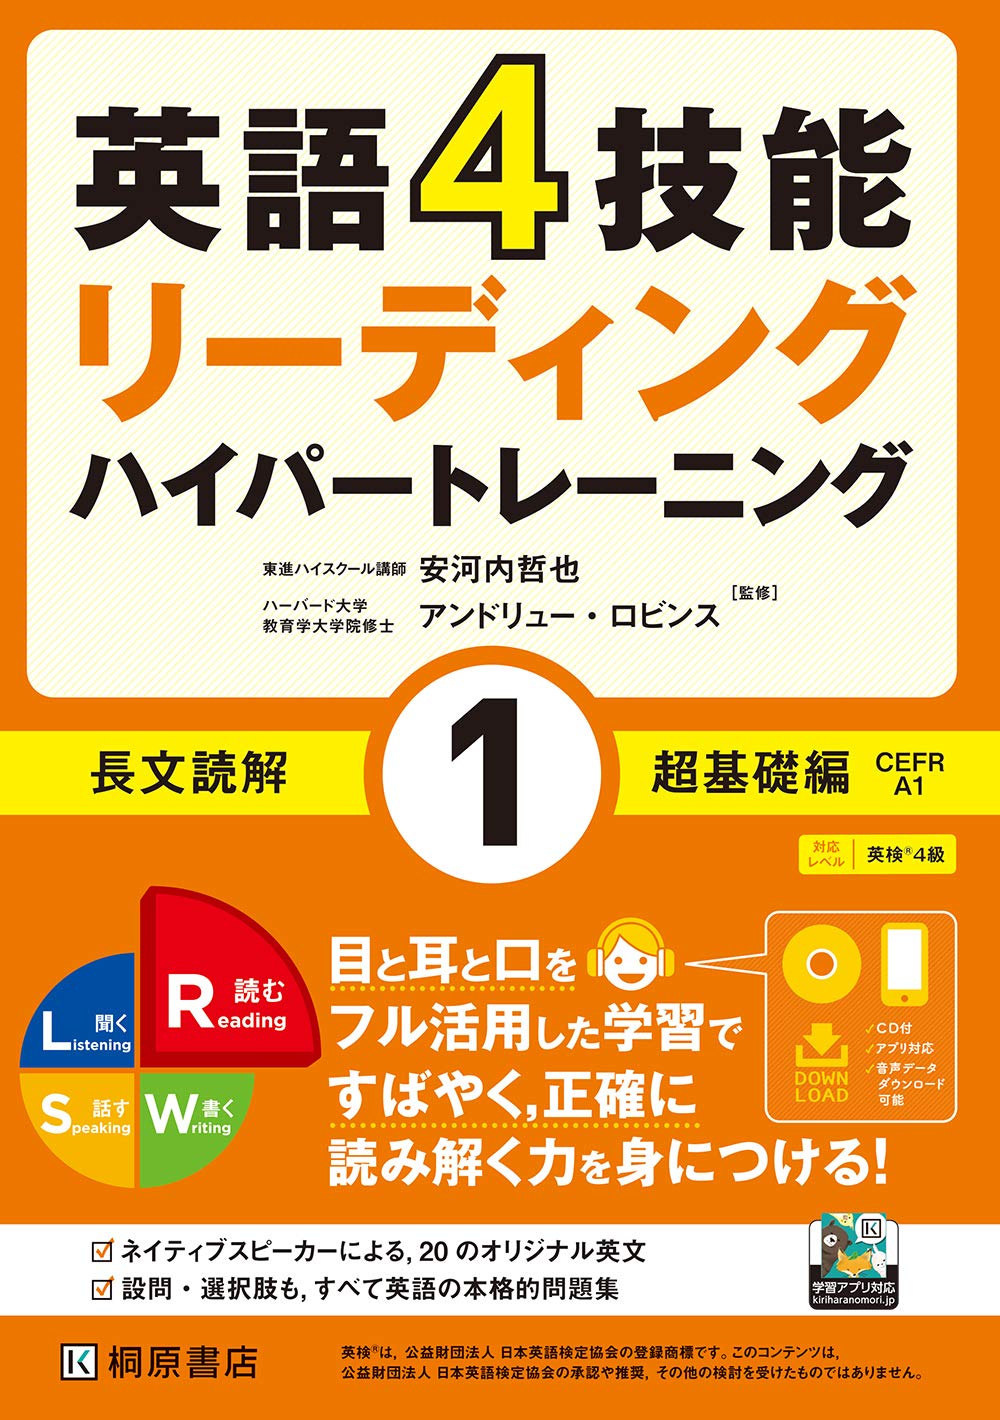 英語4技能
リーディング
ハイパートレーニング
東進ハイスクール講師 安河内哲也
ハーバード大学
教育学大学院修士 アンドリュー・ロビンス
[監修]
長文読解
1
超基礎編 CEFR A1
対応レベル 英検®4級
Reading 読む
Listening 聞く
Speaking 話す
Writing 書く
目と耳と口を
フル活用した学習で
すばやく,正確に
読み解く力を身につける!
DOWN
LOAD
✓CD付
✓アプリ対応
✓音声データ
ダウンロード
可能
☑ネイティブスピーカーによる, 20 のオリジナル英文
☑設問・選択肢も, すべて英語の本格的問題集
K
学習アプリ対応
kiriharanomori.jp
K 桐原書店
英検®は, 公益財団法人 日本英語検定協会の登録商標です。このコンテンツは,
公益財団法人 日本英語検定協会の承認や推奨, その他の検討を受けたものではありません。